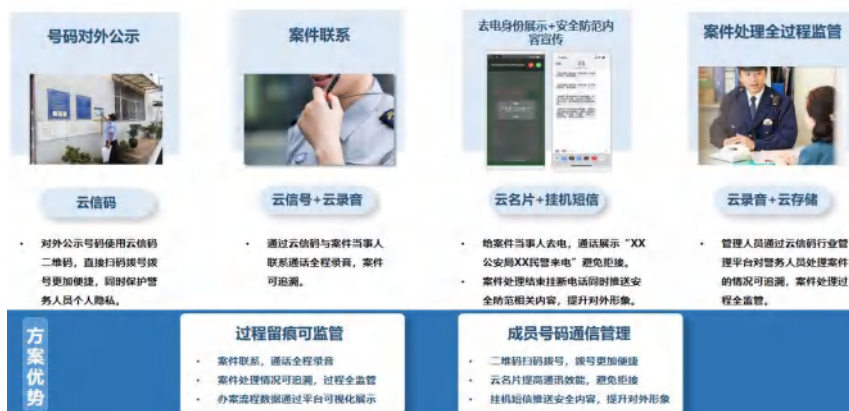 号码对外公示
云信码
• 对外公示号码使用云信码
二维码，直接扫码拨号拨
号更加便捷，同时保护警
务人员个人隐私。
案件联系
云信号+云录音
• 通过云信码与案件当事人
联系通话全程录音，案件
可追溯。
去电身份展示+安全防范内
容宣传
云名片+挂机短信
• 给案件当事人去电，通话展示“XX
公安局XX民警来电”避免拒接。
• 案件处理结束挂断电话同时推送安
全防范相关内容，提升对外形象。
案件处理全过程监管
云录音+云存储
• 管理人员通过云信码行业管
理平台对警务人员处理案件
的情况可追溯，案件处理过
程全监管。
方案优势
过程留痕可监管
• 案件联系，通话全程录音
• 案件处理情况可追溯，过程全监管
• 办案流程数据通过平台可视化展示
成员号码通信管理
• 二维码扫码拨号，拨号更加便捷
• 云名片提高通讯效能，避免拒接
• 挂机短信推送安全内容，提升对外形象